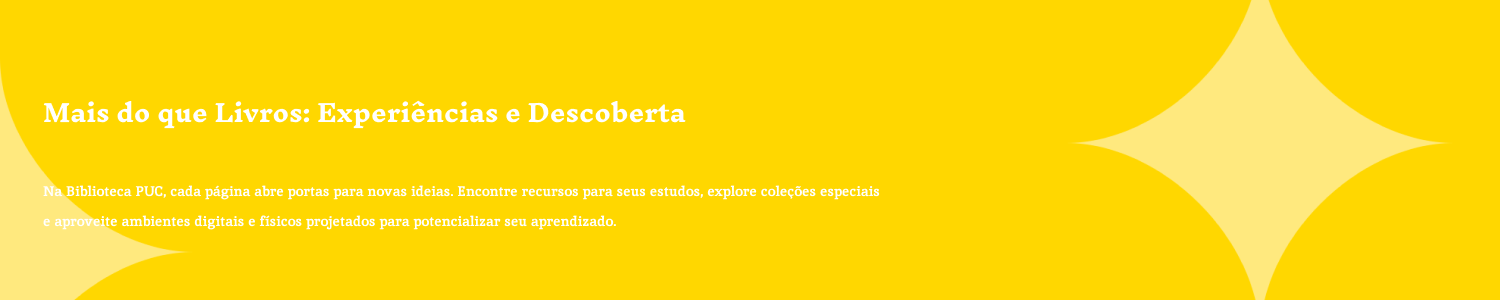 Mais do que Livros: Experiências e Descoberta
Na Biblioteca PUC, cada página abre portas para novas ideias. Encontre recursos para seus estudos, explore coleções especiais
e aproveite ambientes digitais e físicos projetados para potencializar seu aprendizado.